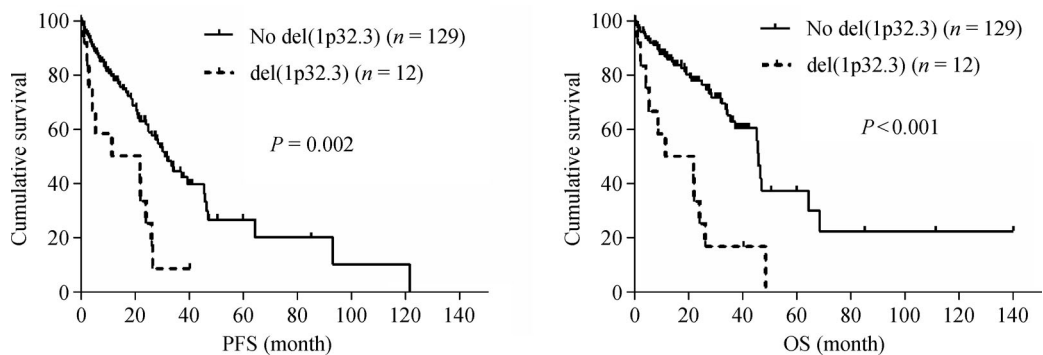 100
80
60
40
20
0
Cumulative survival
0 20 40 60 80 100 120 140
PFS (month)
No del(1p32.3) (n = 129)
del(1p32.3) (n = 12)
P = 0.002
100
80
60
40
20
0
Cumulative survival
0 20 40 60 80 100 120 140
OS (month)
No del(1p32.3) (n = 129)
del(1p32.3) (n = 12)
P < 0.001